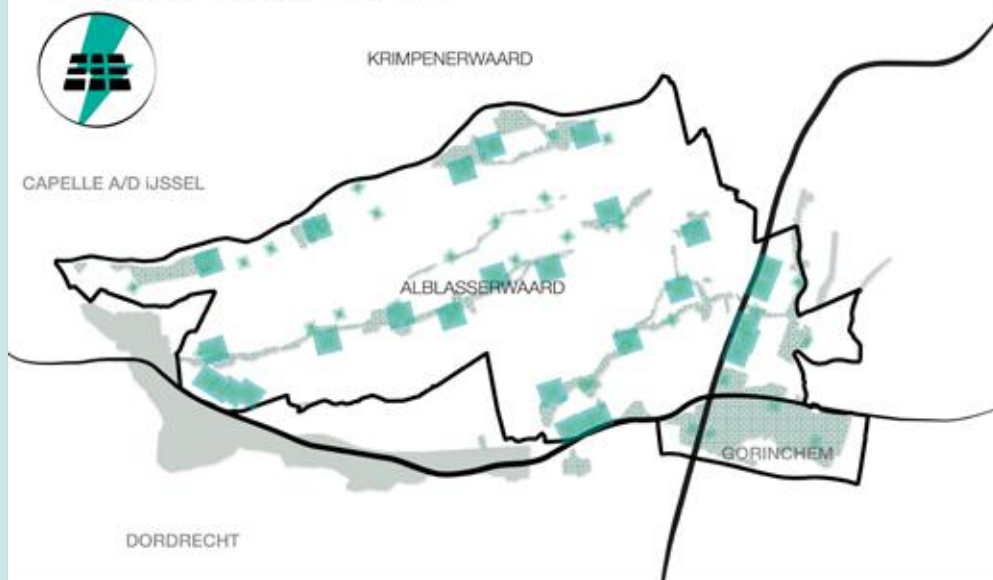 KRIMPENERWAARD
CAPELLE A/D IJSSEL
ALBLASSERWAARD
GORINCHEM
DORDRECHT